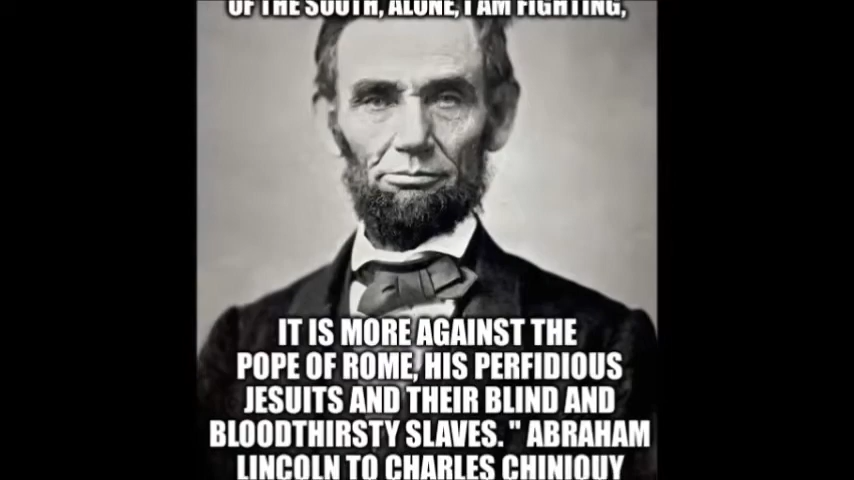 OF THE SOUTH, ALONE, I AM FIGHTING,
IT IS MORE AGAINST THE
POPE OF ROME, HIS PERFIDIOUS
JESUITS AND THEIR BLIND AND
BLOODTHIRSTY SLAVES. " ABRAHAM
LINCOLN TO CHARLES CHINIQUY